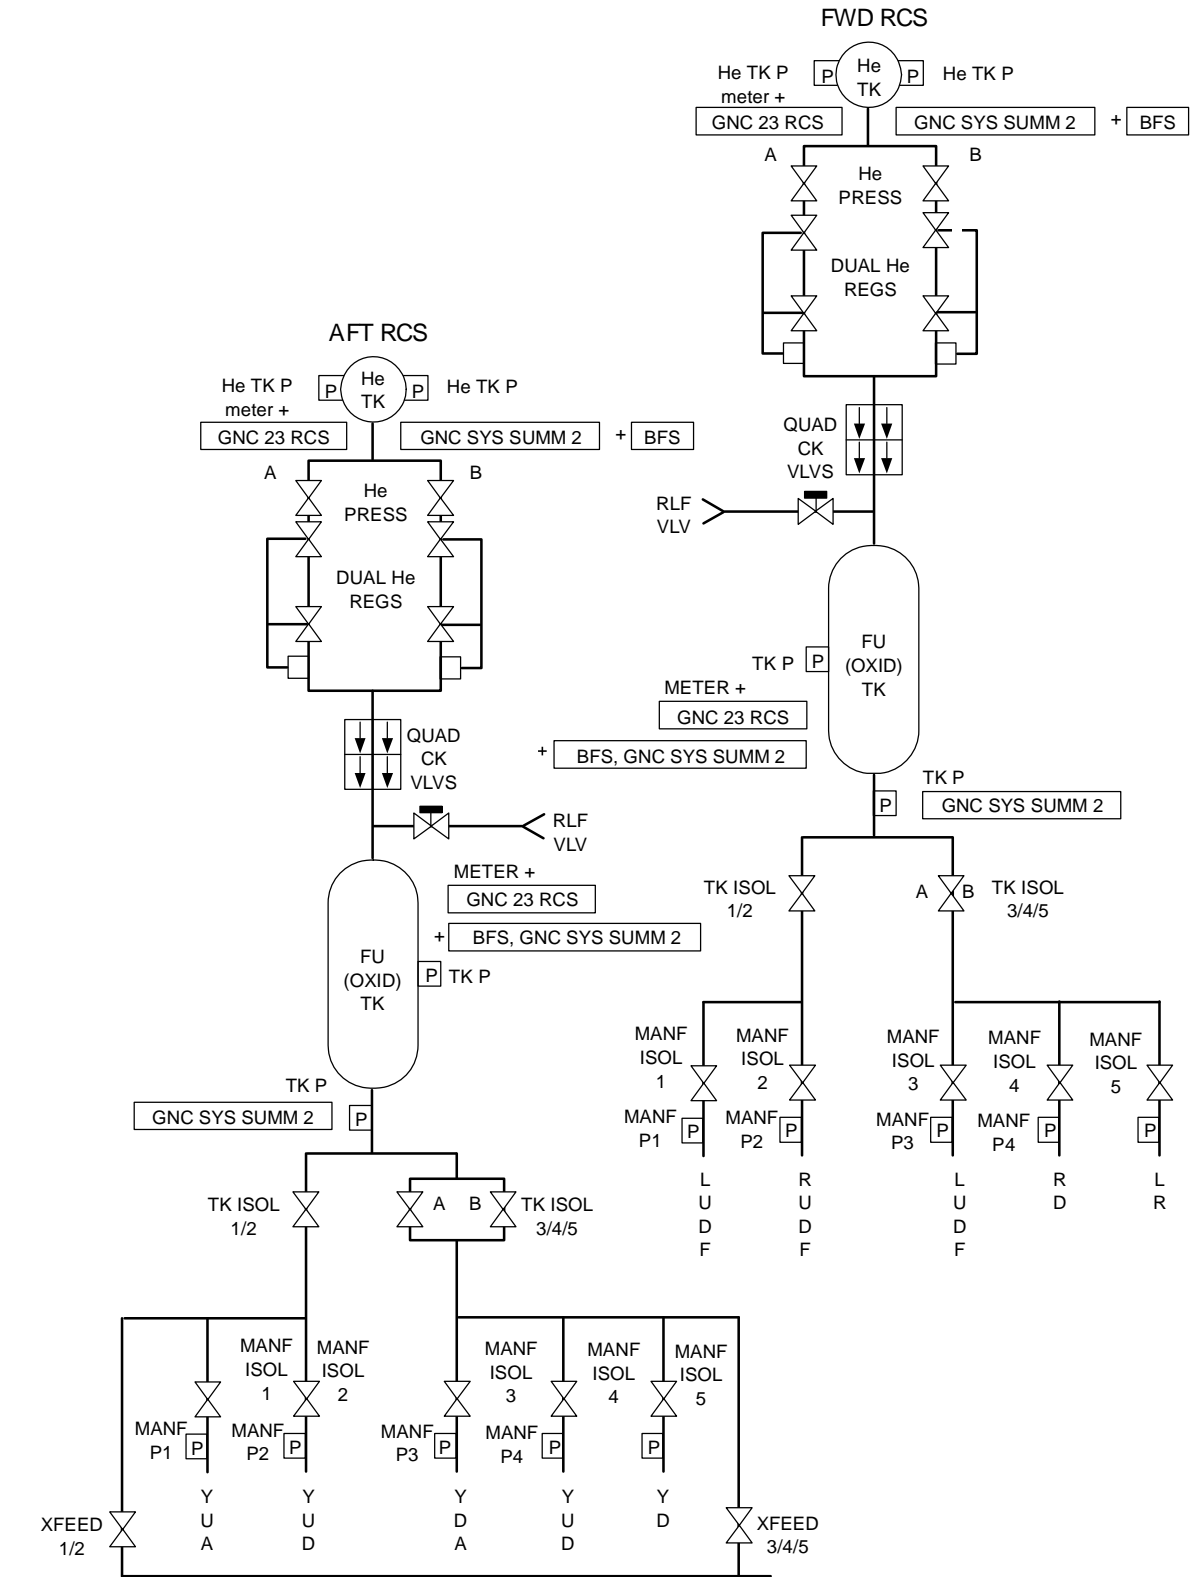 FWD RCS
He TK P
meter +
GNC 23 RCS
P
He
TK
P
He TK P
GNC SYS SUMM 2
+
BFS
A
B
He
PRESS
DUAL He
REGS
QUAD
CK
VLVS
RLF
VLV
FU
(OXID)
TK
TK P
P
METER +
GNC 23 RCS
+
BFS, GNC SYS SUMM 2
TK P
P
GNC SYS SUMM 2
TK ISOL
1/2
A
B
TK ISOL
3/4/5
MANF
ISOL
1
MANF
ISOL
2
MANF
ISOL
3
MANF
ISOL
4
MANF
ISOL
5
MANF
P1
P
MANF
P2
P
MANF
P3
P
MANF
P4
P
P
L
U
D
F
R
U
D
F
L
U
D
F
R
D
L
R
AFT RCS
He TK P
meter +
GNC 23 RCS
P
He
TK
P
He TK P
GNC SYS SUMM 2
+
BFS
A
B
He
PRESS
DUAL He
REGS
QUAD
CK
VLVS
RLF
VLV
METER +
GNC 23 RCS
+
BFS, GNC SYS SUMM 2
FU
(OXID)
TK
P
TK P
TK P
GNC SYS SUMM 2
P
TK ISOL
1/2
A
B
TK ISOL
3/4/5
MANF
ISOL
1
MANF
ISOL
2
MANF
ISOL
3
MANF
ISOL
4
MANF
ISOL
5
MANF
P1
P
MANF
P2
P
MANF
P3
P
MANF
P4
P
P
Y
U
A
Y
U
D
Y
D
A
Y
U
D
Y
D
XFEED
1/2
XFEED
3/4/5